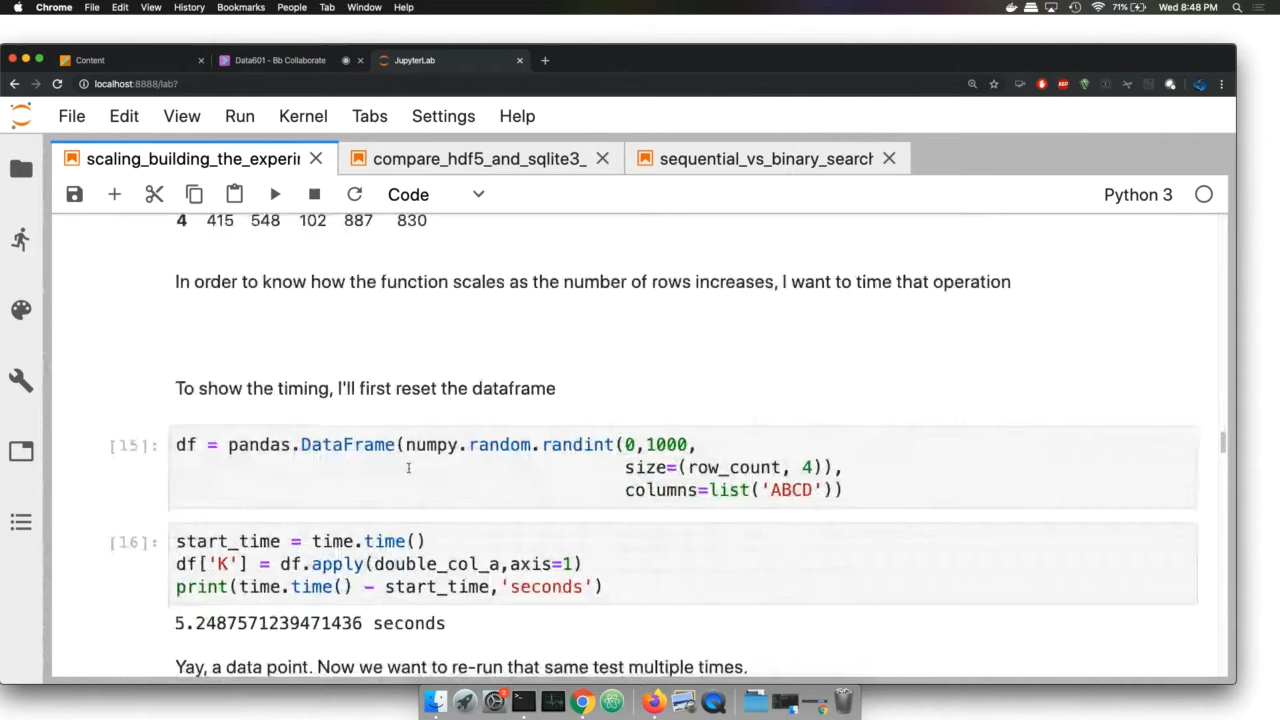 Chrome File Edit View History Bookmarks People Tab Window Help 71% Wed 8:48 PM
Content Data601 - Bb Collaborate JupyterLab
localhost:8888/lab?
File Edit View Run Kernel Tabs Settings Help
scaling_building_the_experi compare_hdf5_and_sqlite3_ sequential_vs_binary_search
Code Python 3
4 415 548 102 887 830
In order to know how the function scales as the number of rows increases, I want to time that operation
To show the timing, I'll first reset the dataframe
[15]: df = pandas.DataFrame(numpy.random.randint(0,1000,
size=(row_count, 4)),
columns=list('ABCD'))
[16]: start_time = time.time()
df['K'] = df.apply(double_col_a,axis=1)
print(time.time() - start_time,'seconds')
5.2487571239471436 seconds
Yay, a data point. Now we want to re-run that same test multiple times.